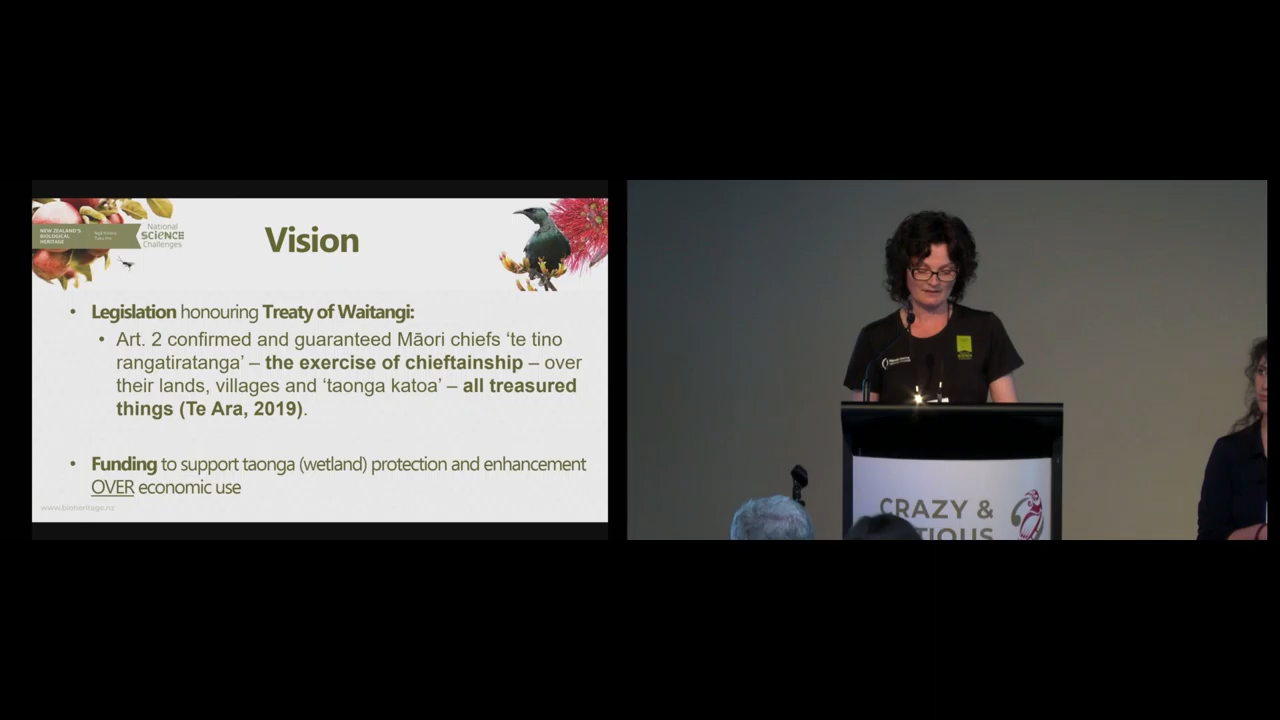 NEW ZEALAND'S
BIOLOGICAL
HERITAGE
National
SCIENCE
Challenges
Vision
• Legislation honouring Treaty of Waitangi:
• Art. 2 confirmed and guaranteed Māori chiefs ‘te tino
rangatiratanga’ – the exercise of chieftainship – over
their lands, villages and ‘taonga katoa’ – all treasured
things (Te Ara, 2019).
• Funding to support taonga (wetland) protection and enhancement
OVER economic use
www.bioheritage.nz
CRAZY &